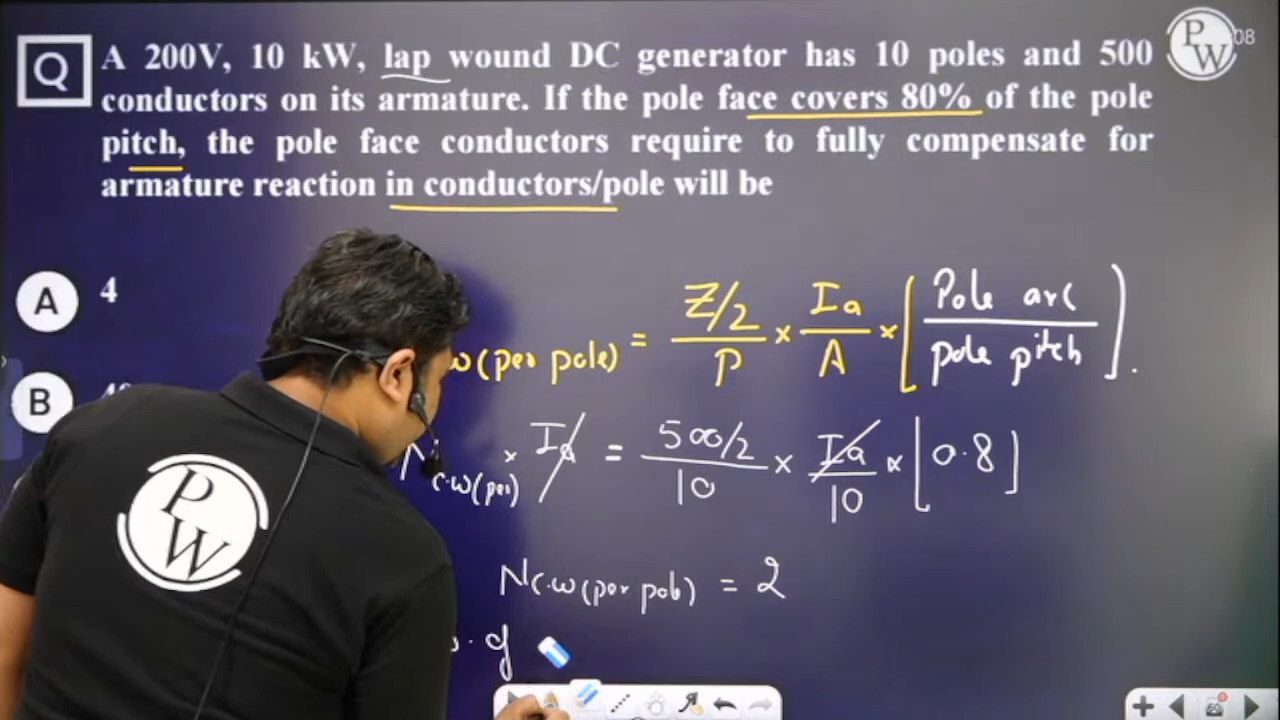 Q
A 200V, 10 kW, lap wound DC generator has 10 poles and 500
conductors on its armature. If the pole face covers 80% of the pole
pitch, the pole face conductors require to fully compensate for
armature reaction in conductors/pole will be
P W 08
A 4
B
w(per pole) = Z/2 / P × Ia / A × [Pole arc / pole pitch].
c.w(per) × Ia = 500/2 / 10 × Ia / 10 × [0.8]
Nc.w(per pole) = 2
P W